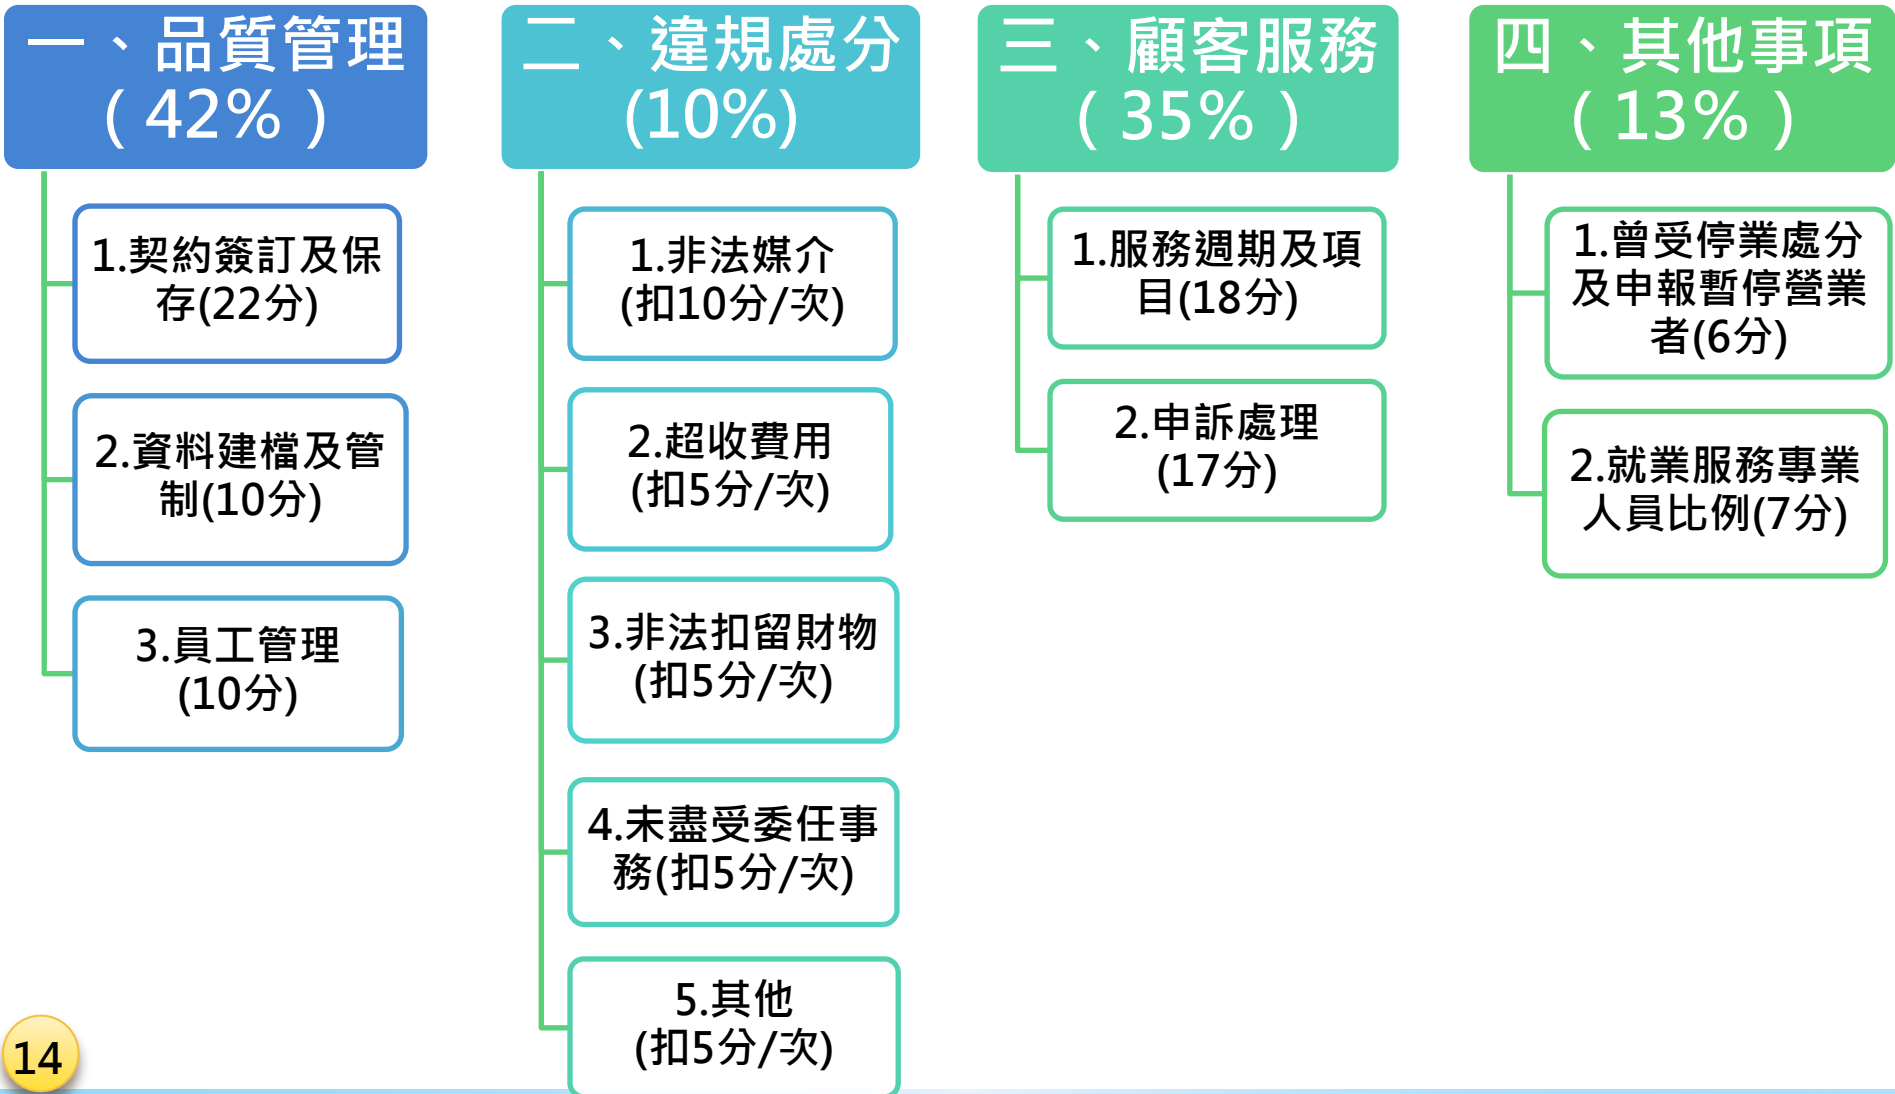 一、品質管理
( 42% )
1.契約簽訂及保
存(22分)
2.資料建檔及管
制(10分)
3.員工管理
(10分)
二、違規處分
(10%)
1.非法媒介
(扣10分/次)
2.超收費用
(扣5分/次)
3.非法扣留財物
(扣5分/次)
4.未盡受委任事
務(扣5分/次)
5.其他
(扣5分/次)
三、顧客服務
( 35% )
1.服務週期及項
目(18分)
2.申訴處理
(17分)
四、其他事項
( 13% )
1.曾受停業處分
及申報暫停營業
者(6分)
2.就業服務專業
人員比例(7分)
14